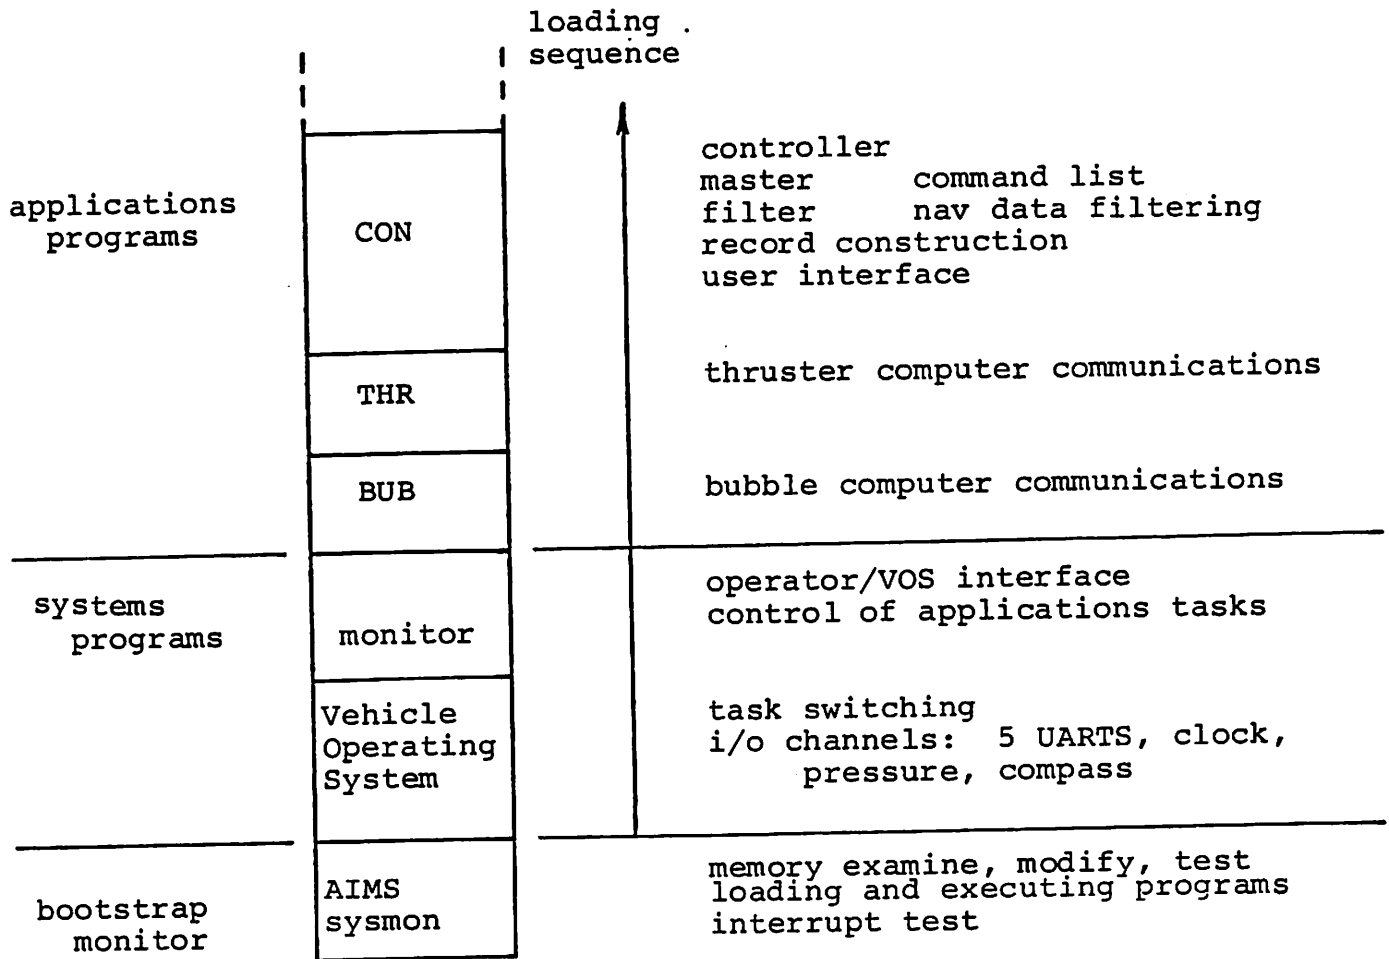 loading
sequence
applications
programs
CON
controller
master command list
filter nav data filtering
record construction
user interface
THR
thruster computer communications
BUB
bubble computer communications
systems
programs
monitor
operator/VOS interface
control of applications tasks
Vehicle
Operating
System
task switching
i/o channels: 5 UARTS, clock,
pressure, compass
bootstrap
monitor
AIMS
sysmon
memory examine, modify, test
loading and executing programs
interrupt test